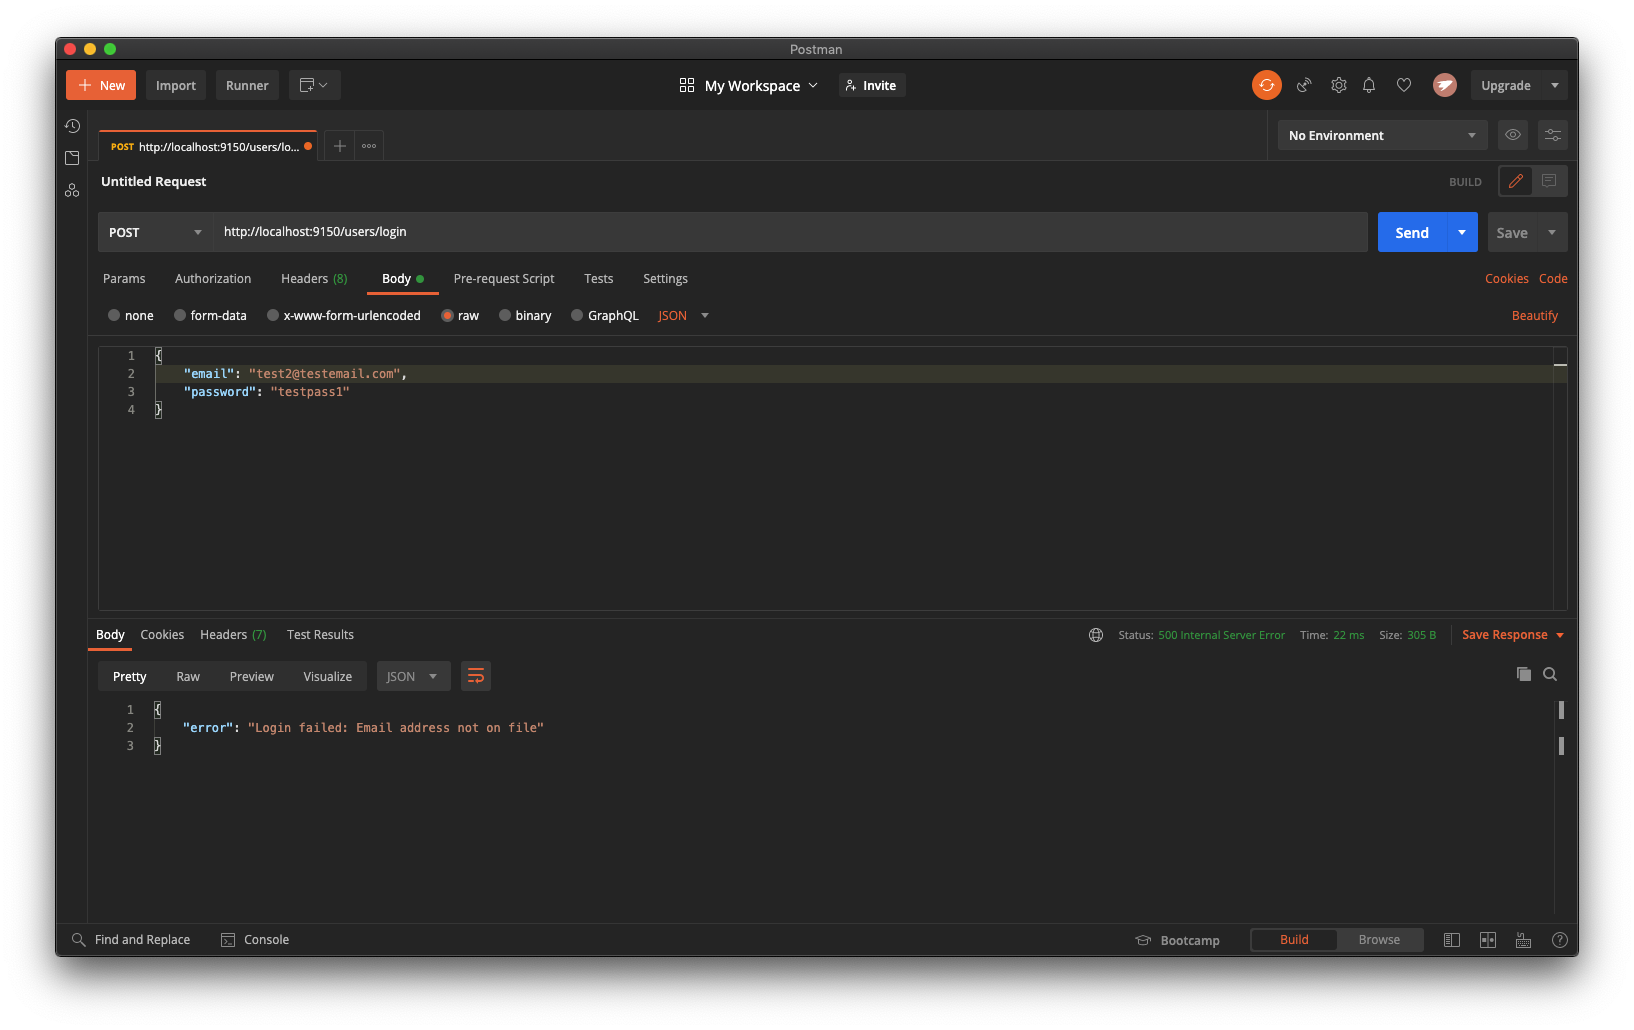 Postman
New Import Runner My Workspace Invite Upgrade
POST http://localhost:9150/users/lo... No Environment
Untitled Request BUILD
POST http://localhost:9150/users/login Send Save
Params Authorization Headers (8) Body Pre-request Script Tests Settings Cookies Code
none form-data x-www-form-urlencoded raw binary GraphQL JSON Beautify
1 {
2 "email": "test2@testemail.com",
3 "password": "testpass1"
4 }
Body Cookies Headers (7) Test Results Status: 500 Internal Server Error Time: 22 ms Size: 305 B Save Response
Pretty Raw Preview Visualize JSON
1 {
2 "error": "Login failed: Email address not on file"
3 }
Find and Replace Console Bootcamp Build Browse